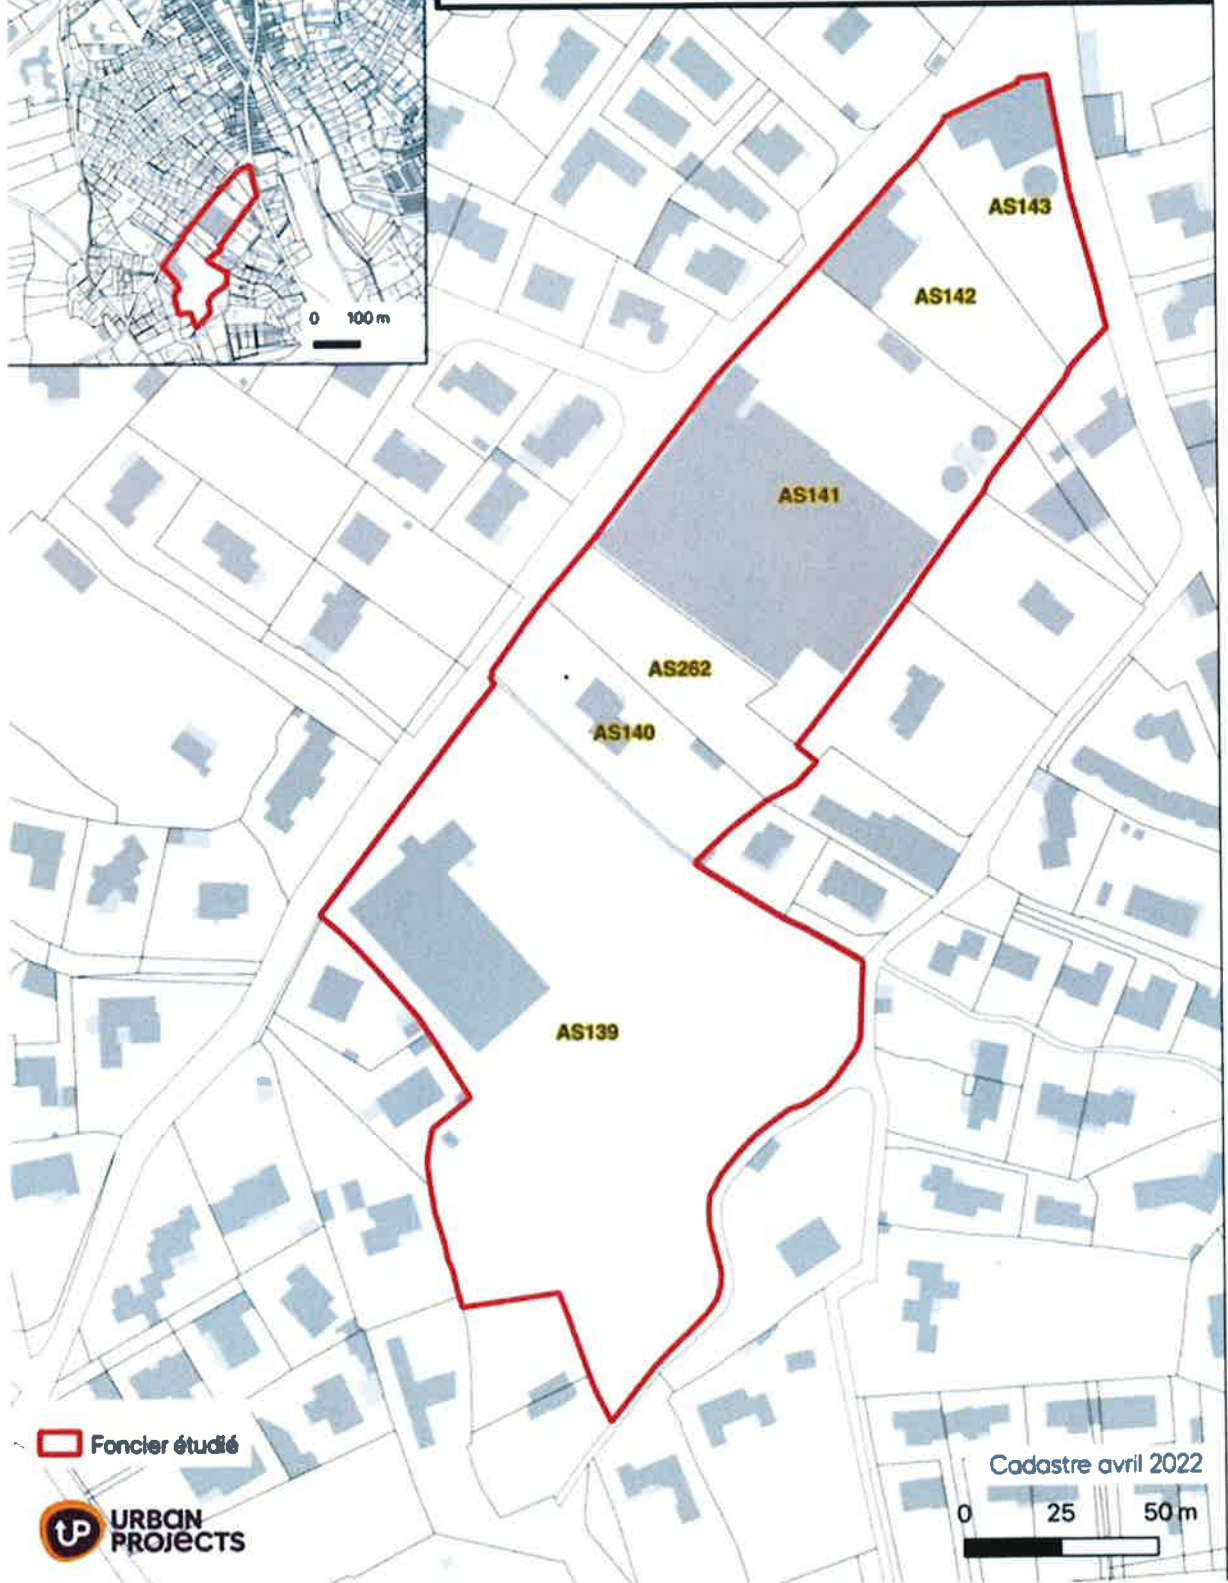 0 100 m
AS143
AS142
AS141
AS262
AS140
AS139
Foncier étudié
URBAN
PROJECTS
Cadastre avril 2022
0 25 50 m